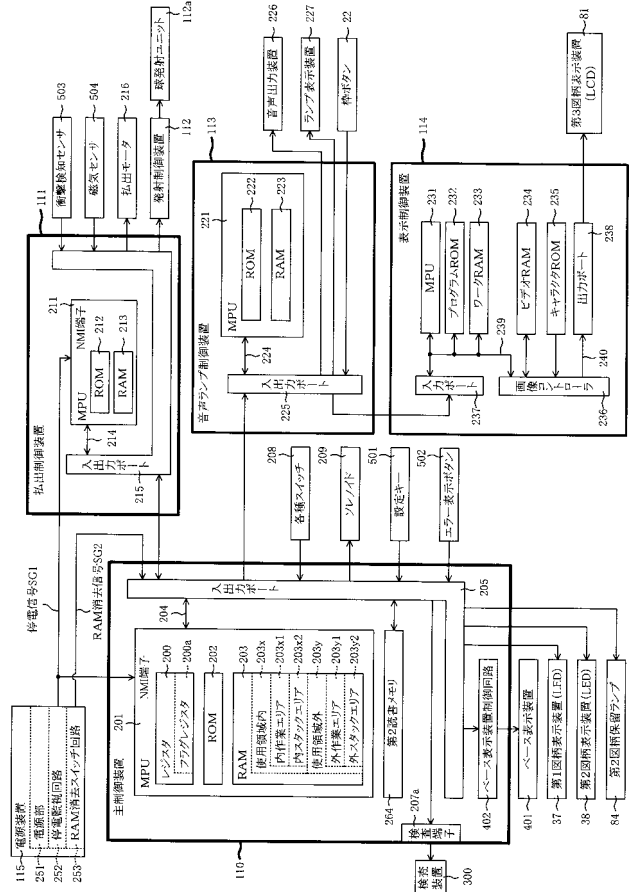 115
電源装置
251
電源部
252
停電監視回路
253
RAM消去スイッチ回路
停電信号SG1
RAM消去信号SG2
111
払出制御装置
211
MPU
NMI端子
ROM
212
RAM
213
214
入出力ポート
215
衝撃検知センサ
503
磁気センサ
504
払出モータ
216
発射制御装置
112
球発射ユニット
112a
110
主制御装置
201
MPU
NMI端子
レジスタ
200
フラグレジスタ
200a
ROM
202
RAM
203
使用領域内
203x
内作業エリア
203x1
内スタックエリア
203x2
使用領域外
203y
外作業エリア
203y1
外スタックエリア
203y2
204
入出力ポート
205
264
第2読書メモリ
207a
検査端子
検査装置
300
各種スイッチ
208
ソレノイド
209
設定キー
501
エラー表示ボタン
502
402
ベース表示装置制御回路
401
ベース表示装置
37
第1図柄表示装置(LED)
38
第2図柄表示装置(LED)
84
第2図柄保留ランプ
113
音声ランプ制御装置
221
MPU
ROM
222
RAM
223
224
入出力ポート
225
音声出力装置
226
ランプ表示装置
227
枠ボタン
22
114
表示制御装置
MPU
231
プログラムROM
232
ワークRAM
233
ビデオRAM
234
キャラクタROM
235
出力ポート
238
239
240
入力ポート
237
画像コントローラ
236
第3図柄表示装置
(LCD)
81